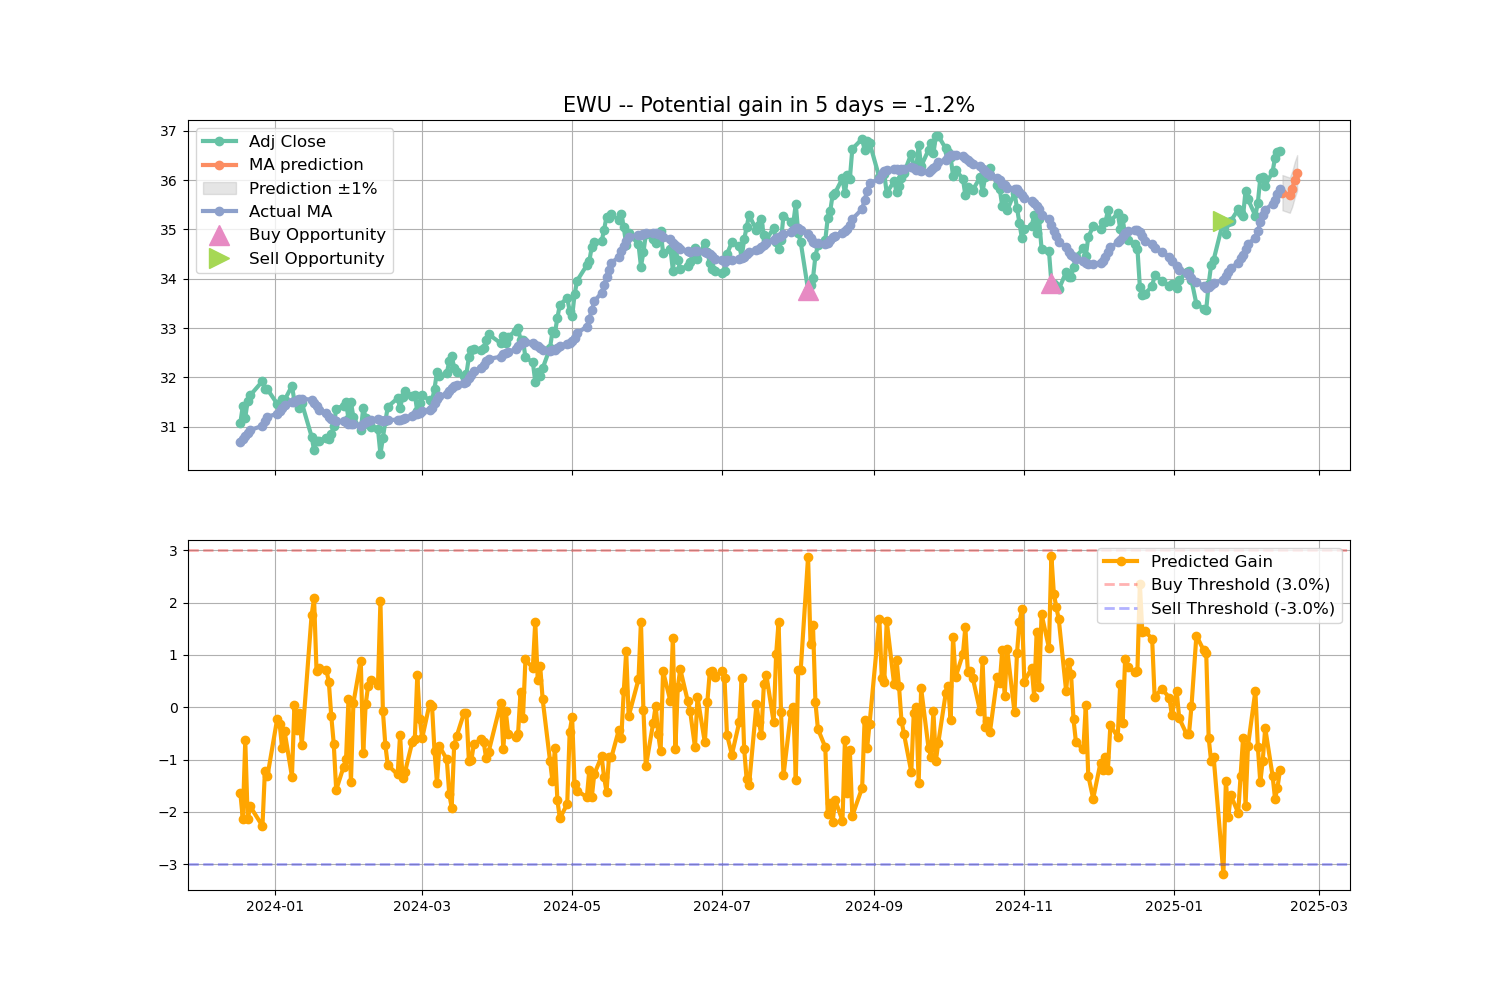 EWU -- Potential gain in 5 days = -1.2%
37
36
35
34
33
32
31
Adj Close
MA prediction
Prediction ±1%
Actual MA
Buy Opportunity
Sell Opportunity
3
2
1
0
−1
−2
−3
Predicted Gain
Buy Threshold (3.0%)
Sell Threshold (-3.0%)
2024-01 2024-03 2024-05 2024-07 2024-09 2024-11 2025-01 2025-03